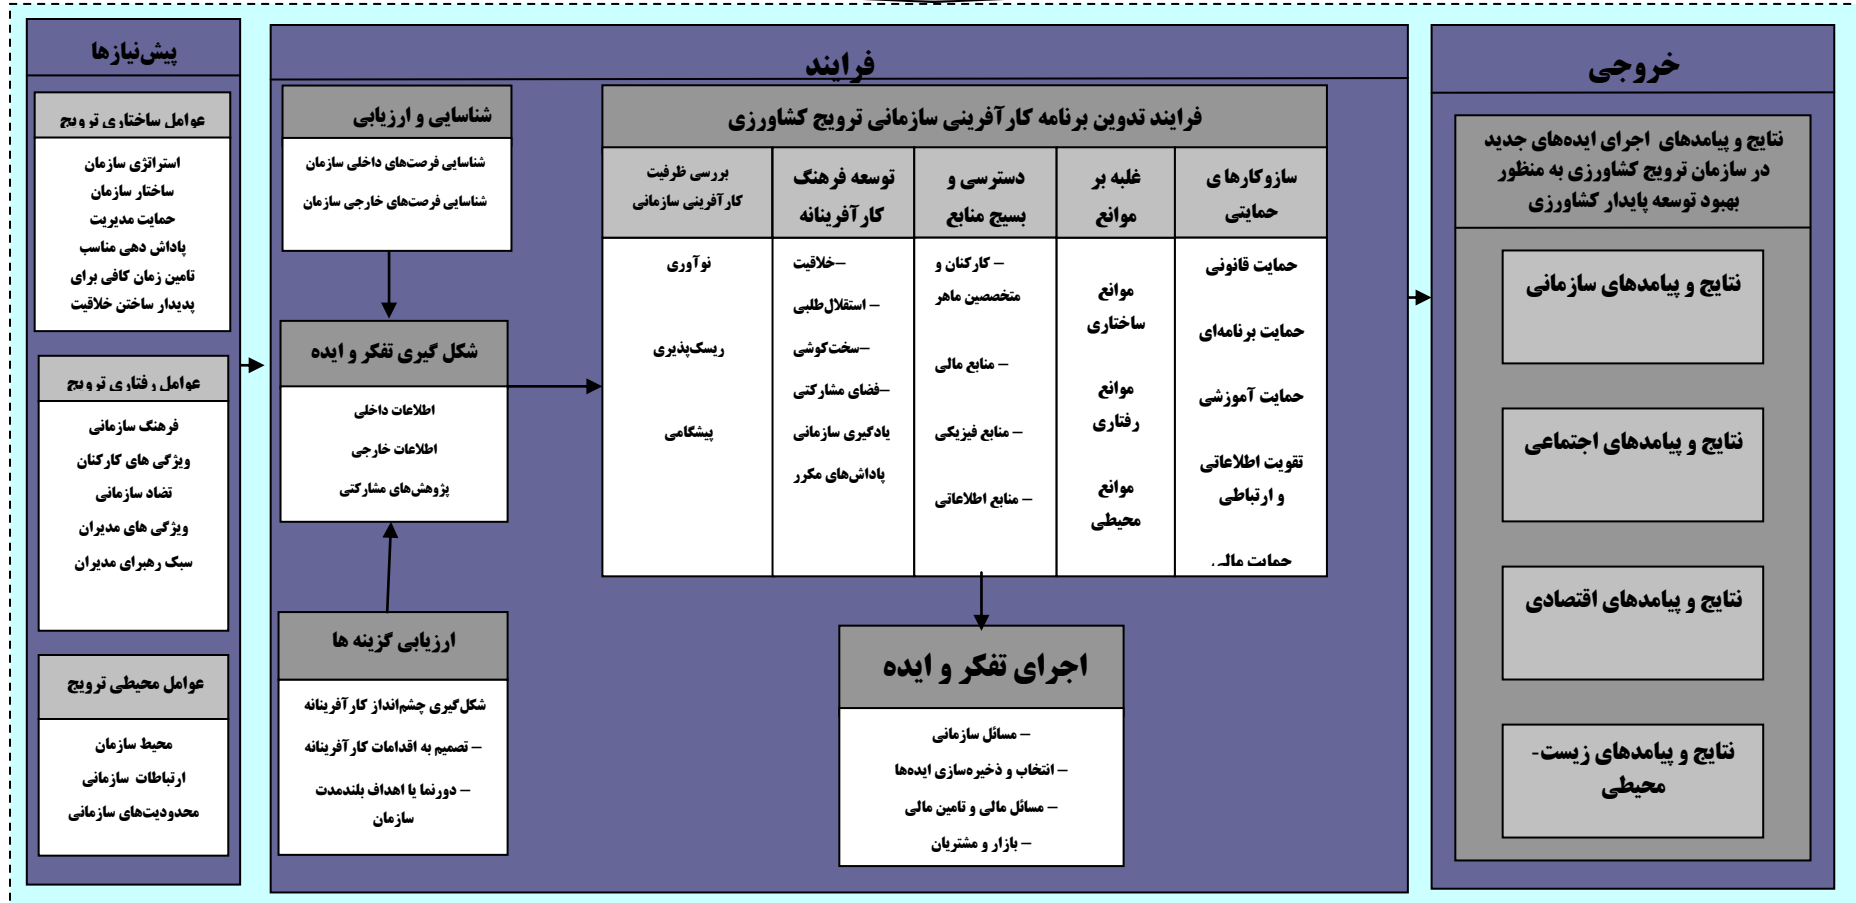 پیش‌نیازها
عوامل ساختاری ترویج
استراتژی سازمان
ساختار سازمان
حمایت مدیریت
پاداش دهی مناسب
تامین زمان کافی برای
پدیدار ساختن خلاقیت
عوامل رفتاری ترویج
فرهنگ سازمانی
ویژگی های کارکنان
تضاد سازمانی
ویژگی های مدیران
سبک رهبرای مدیران
عوامل محیطی ترویج
محیط سازمان
ارتباطات سازمانی
محدودیت‌های سازمانی
فرایند
شناسایی و ارزیابی
شناسایی فرصت‌های داخلی سازمان
شناسایی فرصت‌های خارجی سازمان
شکل گیری تفکر و ایده
اطلاعات داخلی
اطلاعات خارجی
پژوهش‌های مشارکتی
ارزیابی گزینه ها
شکل‌گیری چشم‌انداز کارآفرینانه
– تصمیم به اقدامات کارآفرینانه
– دورنما یا اهداف بلندمدت
سازمان
فرایند تدوین برنامه کارآفرینی سازمانی ترویج کشاورزی
بررسی ظرفیت
کارآفرینی سازمانی
نوآوری
ریسک‌پذیری
پیشگامی
توسعه فرهنگ
کارآفرینانه
–خلاقیت
– استقلال‌طلبی
–سخت‌کوشی
–فضای مشارکتی
یادگیری سازمانی
پاداش‌های مکرر
دسترسی و
بسیج منابع
– کارکنان و
متخصصین ماهر
– منابع مالی
– منابع فیزیکی
– منابع اطلاعاتی
غلبه بر
موانع
موانع
ساختاری
موانع
رفتاری
موانع
محیطی
سازوکارها ی
حمایتی
حمایت قانونی
حمایت برنامه‌ای
حمایت آموزشی
تقویت اطلاعاتی
و ارتباطی
حمایت مالی
اجرای تفکر و ایده
– مسائل سازمانی
– انتخاب و ذخیره‌سازی ایده‌ها
– مسائل مالی و تامین مالی
– بازار و مشتریان
خروجی
نتایج و پیامدهای اجرای ایده‌های جدید
در سازمان ترویج کشاورزی به منظور
بهبود توسعه پایدار کشاورزی
نتایج و پیامدهای سازمانی
نتایج و پیامدهای اجتماعی
نتایج و پیامدهای اقتصادی
نتایج و پیامدهای زیست-
محیطی